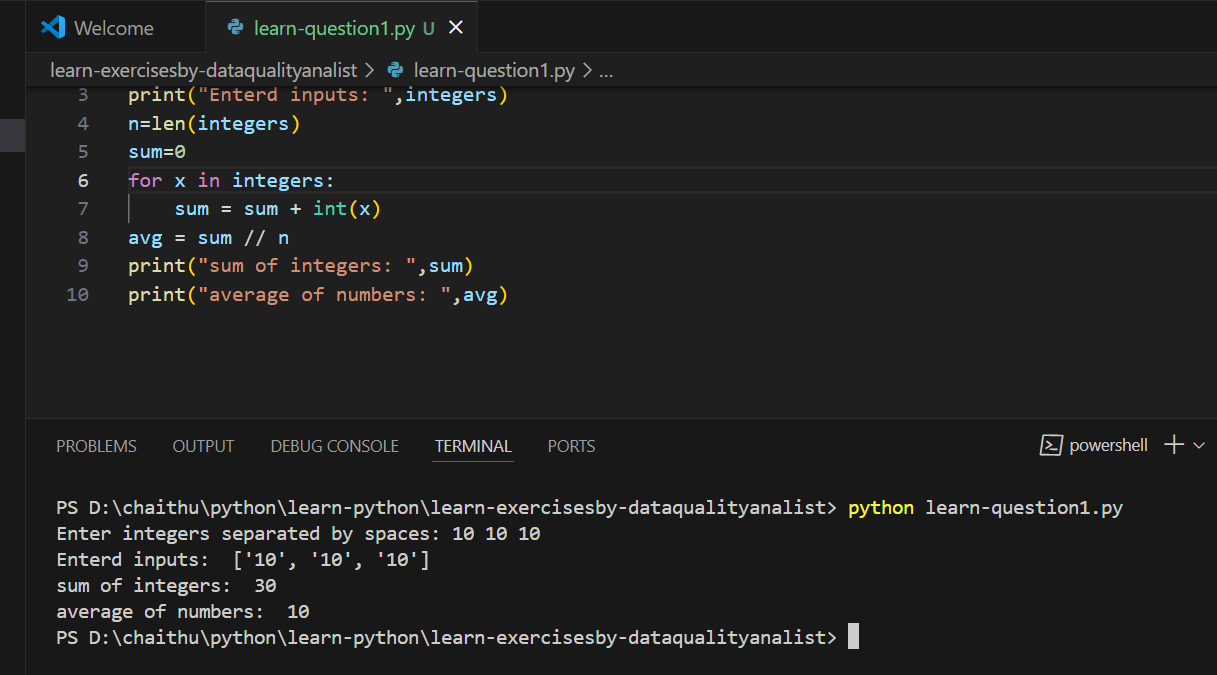 Welcome learn-question1.py U
learn-exercisesby-dataqualityanalist > learn-question1.py > ...
3 print("Enterd inputs: ",integers)
4 n=len(integers)
5 sum=0
6 for x in integers:
7     sum = sum + int(x)
8 avg = sum // n
9 print("sum of integers: ",sum)
10 print("average of numbers: ",avg)
PROBLEMS OUTPUT DEBUG CONSOLE TERMINAL PORTS powershell
PS D:\chaithu\python\learn-python\learn-exercisesby-dataqualityanalist> python learn-question1.py
Enter integers separated by spaces: 10 10 10
Enterd inputs:  ['10', '10', '10']
sum of integers:  30
average of numbers:  10
PS D:\chaithu\python\learn-python\learn-exercisesby-dataqualityanalist>